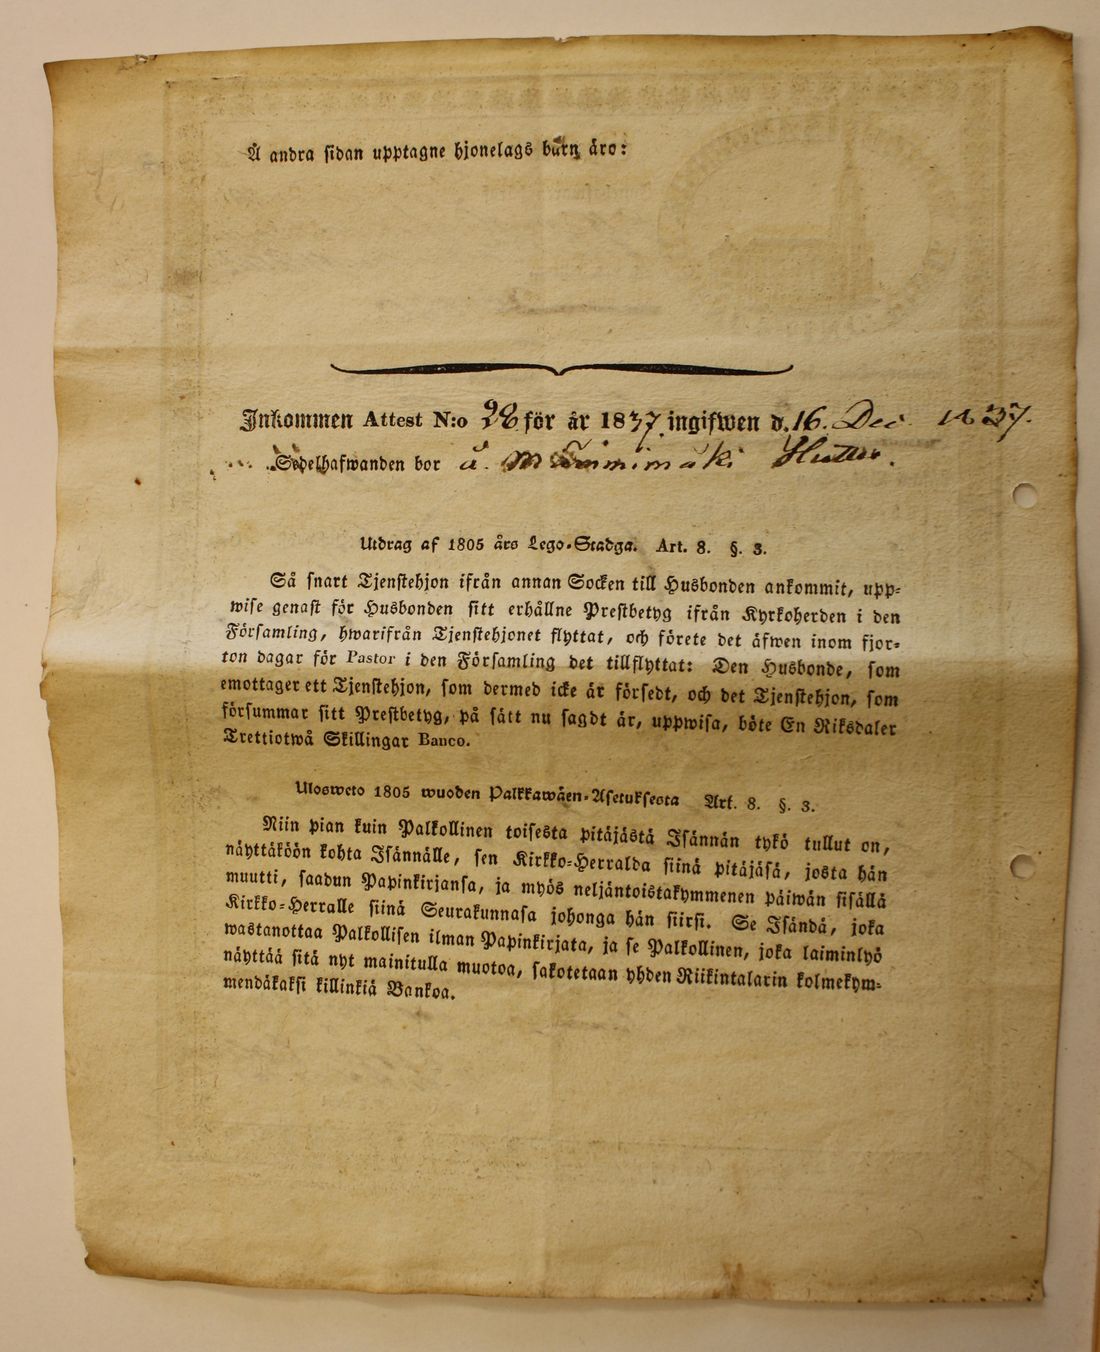 Å andra sidan upptagne hjonelags barn äro:
Inkommen Attest N:o 28 för år 1837. ingifwen d. 16. Dec. 1837.
Sedelhafwanden bor å.
Utdrag af 1805 års Lego-Stadga. Art. 8. §. 3.
Så snart Tjenstehjon ifrån annan Socken till Husbonden ankommit, upp-
wise genast för Husbonden sitt erhållne Prestbetyg ifrån Kyrkoherden i den
Församling, hwarifrån Tjenstehjonet flyttat, och förete det äfwen inom fjor-
ton dagar för Pastor i den Församling det tillflyttat: Den Husbonde, som
emottager ett Tjenstehjon, som dermed icke är försedt, och det Tjenstehjon, som
försummar sitt Prestbetyg, på sätt nu sagdt är, uppwisa, böte En Riksdaler
Trettiotwå Skillingar Banco.
Ulosweto 1805 wuoden Palkkawäen-Asetuksesta Art. 8. §. 3.
Niin pian kuin Palkollinen toisesta pitäjästä Isännän tykö tullut on,
näyttäköön kohta Isännälle, sen Kirkko-Herralda siinä pitäjäsä, josta hän
muutti, saadun Papinkirjansa, ja myös neljäntoistakymmenen päiwän sisällä
Kirkko-Herralle siinä Seurakunnasa johonga hän siirsi. Se Isändä, joka
wastanottaa Palkollisen ilman Papinkirjata, ja se Palkollinen, joka laiminlyö
näyttää sitä nyt mainitulla muotoa, sakotetaan yhden Riikintalarin kolmekym-
mendäkaksi killinkiä Bankoa.